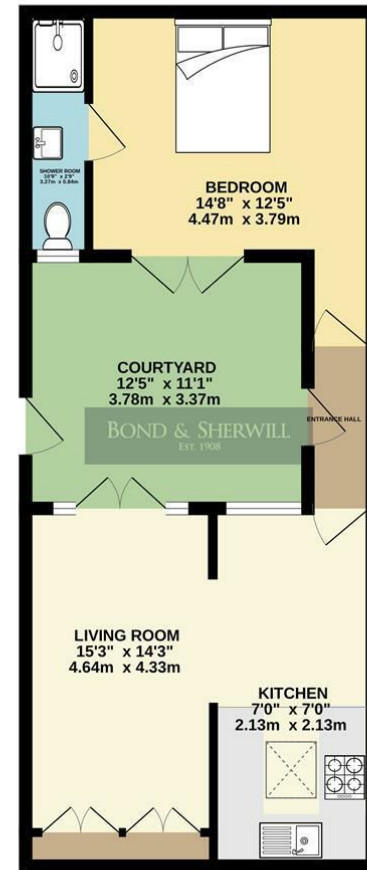 SHOWER ROOM
10'9" x 2'9"
3.27m x 0.84m
BEDROOM
14'8" x 12'5"
4.47m x 3.79m
COURTYARD
12'5" x 11'1"
3.78m x 3.37m
ENTRANCE HALL
BOND & SHERWILL
EST. 1908
LIVING ROOM
15'3" x 14'3"
4.64m x 4.33m
KITCHEN
7'0" x 7'0"
2.13m x 2.13m